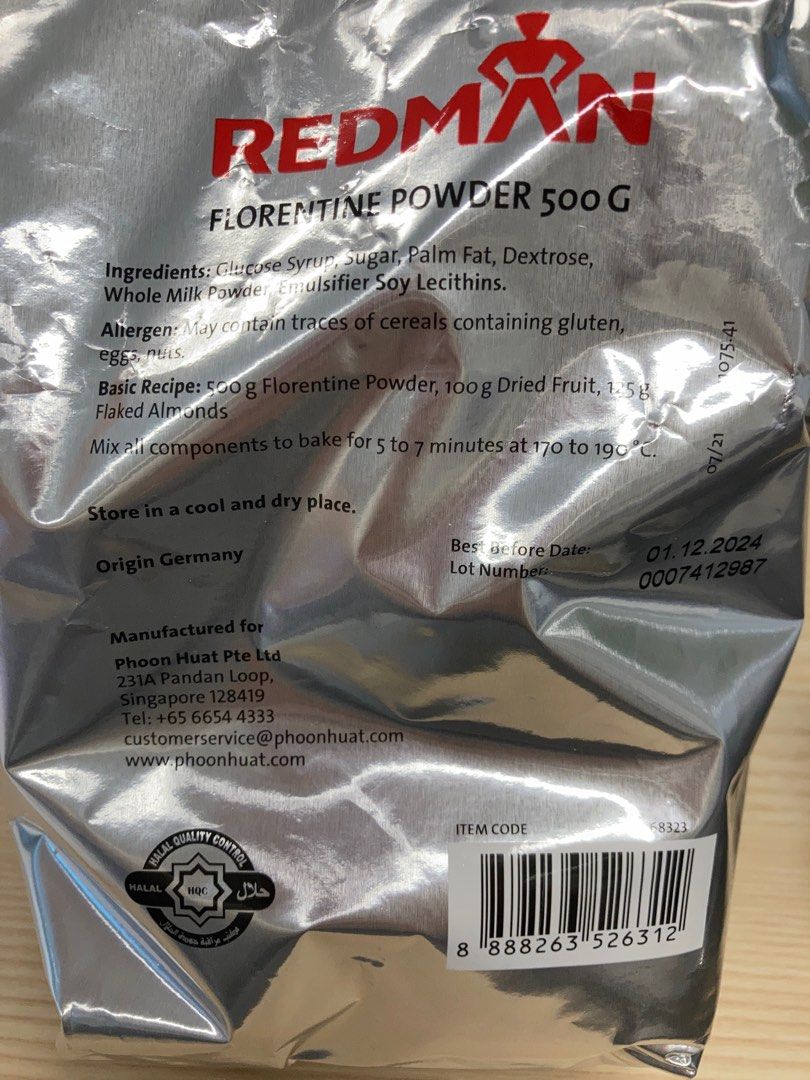 REDMAN
FLORENTINE POWDER 500 G
Ingredients: Glucose Syrup, Sugar, Palm Fat, Dextrose,
Whole Milk Powder, Emulsifier Soy Lecithins.
Allergen: May contain traces of cereals containing gluten,
eggs, nuts.
Basic Recipe: 500 g Florentine Powder, 100 g Dried Fruit, 125 g
Flaked Almonds
Mix all components to bake for 5 to 7 minutes at 170 to 190 °C.
1075-41
07/21
Store in a cool and dry place.
Origin Germany
Best Before Date: 01.12.2024
Lot Number: 0007412987
Manufactured for
Phoon Huat Pte Ltd
231A Pandan Loop,
Singapore 128419
Tel: +65 6654 4333
customerservice@phoonhuat.com
www.phoonhuat.com
HALAL QUALITY CONTROL
HALAL HQC حلال
ITEM CODE 68323
8 888263 526312